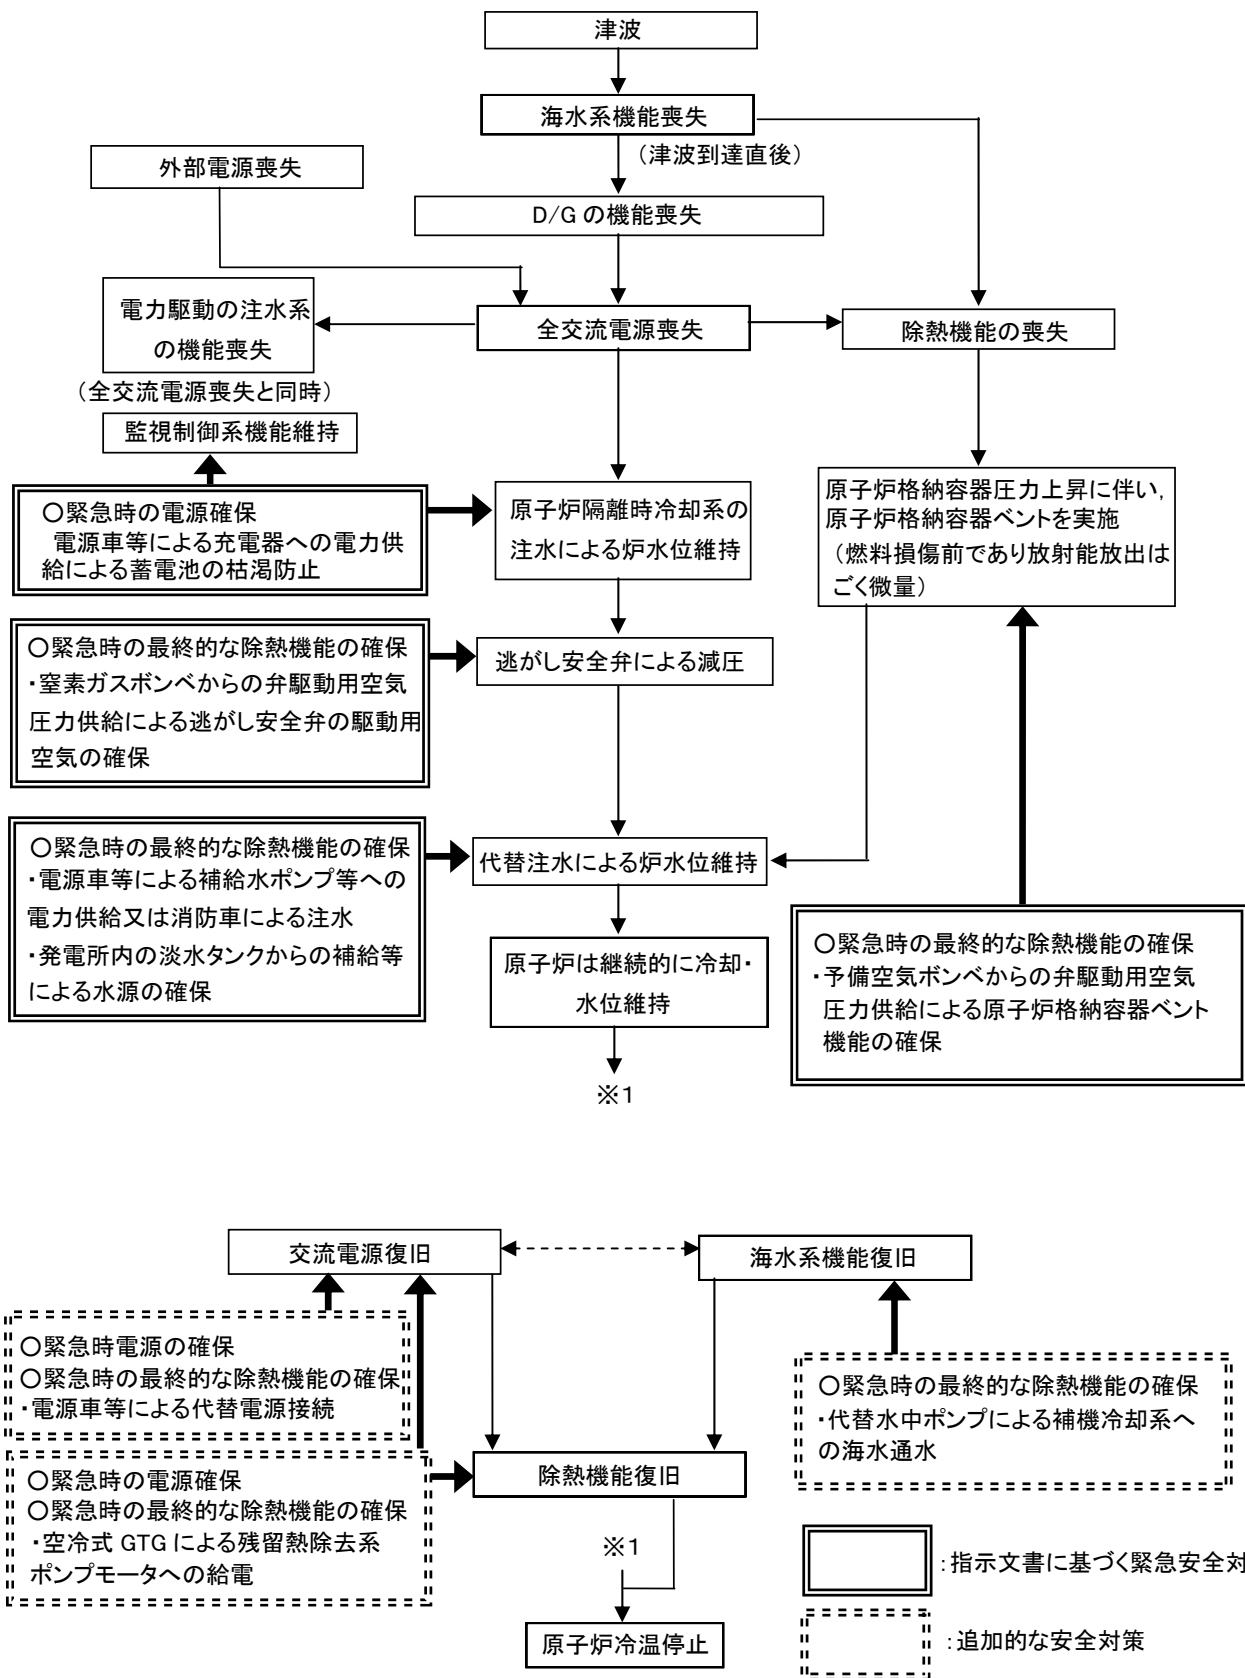 津波
海水系機能喪失
(津波到達直後)
外部電源喪失
D/G の機能喪失
電力駆動の注水系
の機能喪失
(全交流電源喪失と同時)
全交流電源喪失
除熱機能の喪失
監視制御系機能維持
○緊急時の電源確保
電源車等による充電器への電力供
給による蓄電池の枯渇防止
原子炉隔離時冷却系の
注水による炉水位維持
原子炉格納容器圧力上昇に伴い,
原子炉格納容器ベントを実施
(燃料損傷前であり放射能放出は
ごく微量)
○緊急時の最終的な除熱機能の確保
・窒素ガスボンベからの弁駆動用空気
圧力供給による逃がし安全弁の駆動用
空気の確保
逃がし安全弁による減圧
○緊急時の最終的な除熱機能の確保
・電源車等による補給水ポンプ等への
電力供給又は消防車による注水
・発電所内の淡水タンクからの補給等
による水源の確保
代替注水による炉水位維持
原子炉は継続的に冷却・
水位維持
※1
○緊急時の最終的な除熱機能の確保
・予備空気ボンベからの弁駆動用空気
圧力供給による原子炉格納容器ベント
機能の確保
交流電源復旧
海水系機能復旧
○緊急時電源の確保
○緊急時の最終的な除熱機能の確保
・電源車等による代替電源接続
○緊急時の最終的な除熱機能の確保
・代替水中ポンプによる補機冷却系へ
の海水通水
○緊急時の電源確保
○緊急時の最終的な除熱機能の確保
・空冷式 GTG による残留熱除去系
ポンプモータへの給電
除熱機能復旧
※1
原子炉冷温停止
:指示文書に基づく緊急安全対
:追加的な安全対策